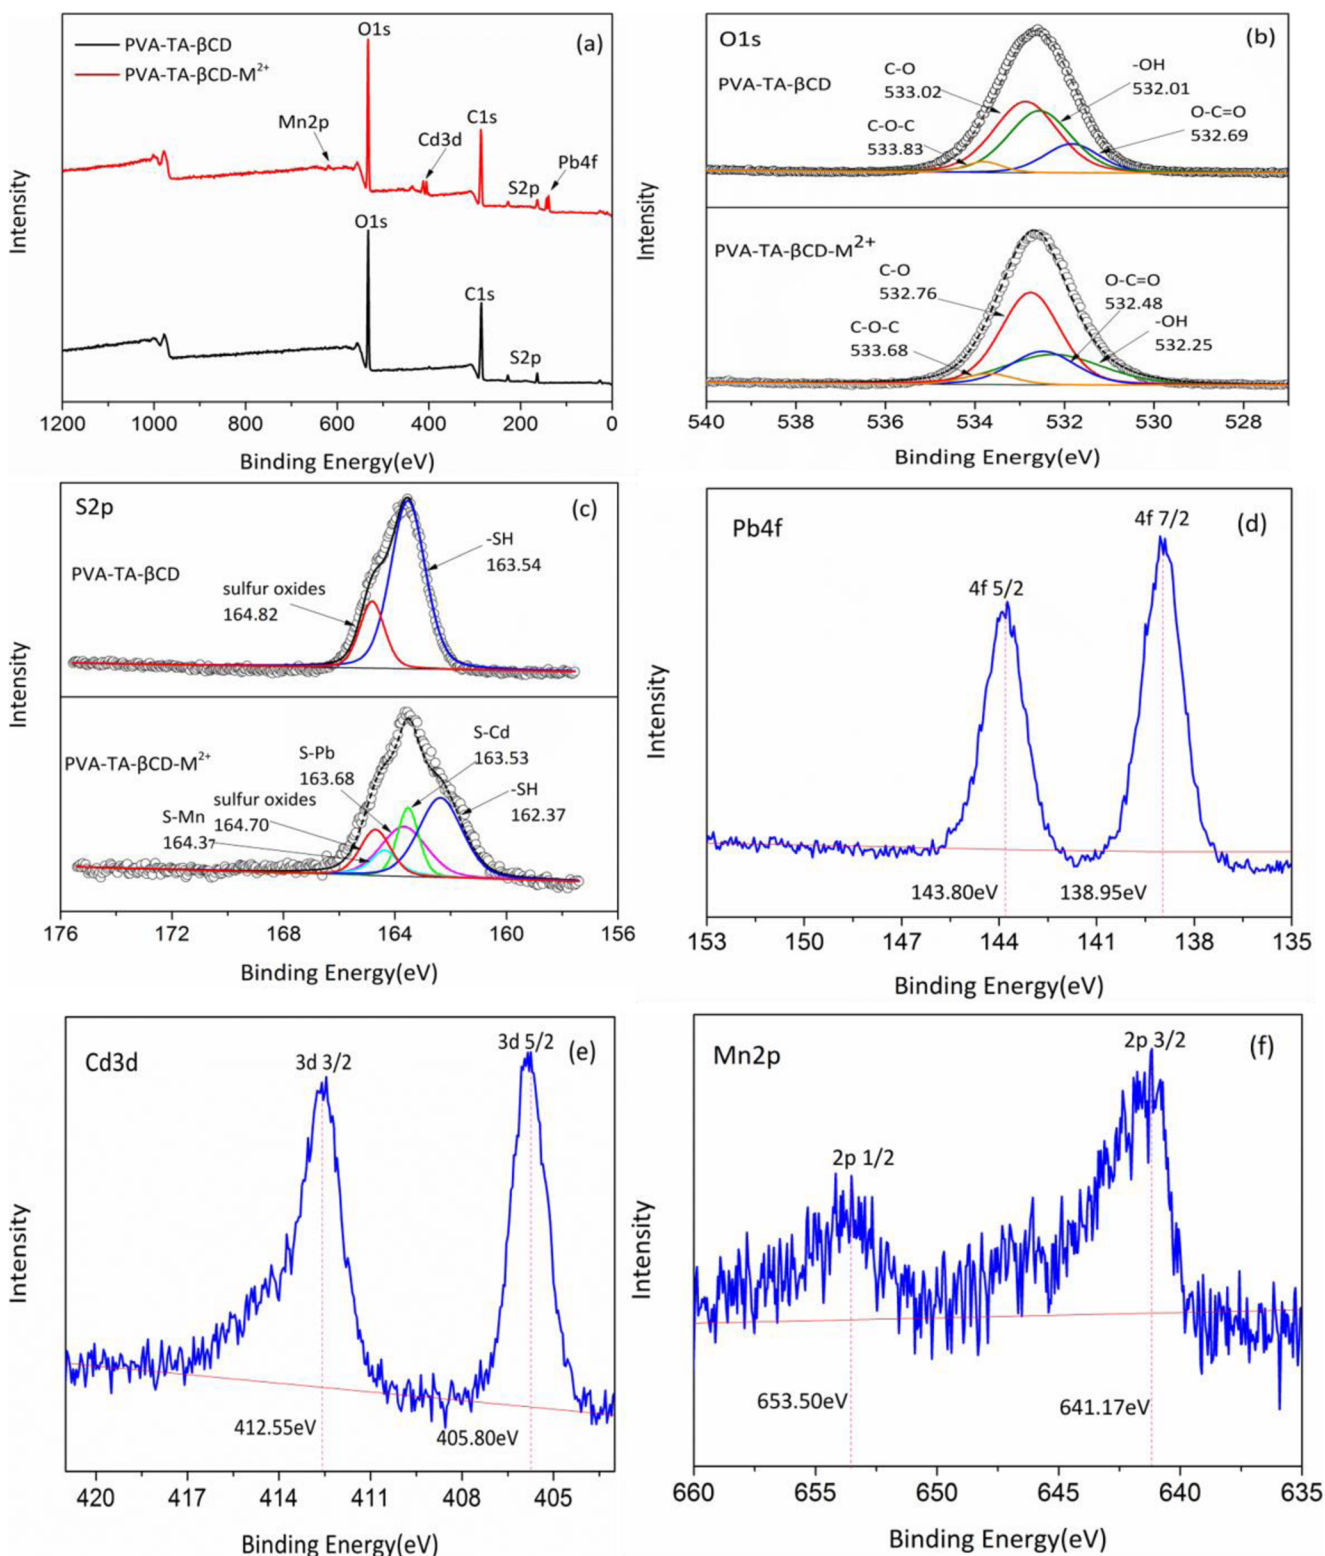 (a)
PVA-TA-βCD
PVA-TA-βCD-M2+
O1s
Mn2p
Cd3d
C1s
S2p
Pb4f
O1s
C1s
S2p
Intensity
1200 1000 800 600 400 200 0
Binding Energy(eV)
O1s
(b)
PVA-TA-βCD
C-O
533.02
C-O-C
533.83
-OH
532.01
O-C=O
532.69
PVA-TA-βCD-M2+
C-O
532.76
C-O-C
533.68
O-C=O
532.48
-OH
532.25
Intensity
540 538 536 534 532 530 528
Binding Energy(eV)
S2p
(c)
PVA-TA-βCD
sulfur oxides
164.82
-SH
163.54
PVA-TA-βCD-M2+
S-Pb
163.68
S-Cd
163.53
sulfur oxides
164.70
S-Mn
164.37
-SH
162.37
Intensity
176 172 168 164 160 156
Binding Energy(eV)
Pb4f
(d)
4f 7/2
4f 5/2
143.80eV
138.95eV
Intensity
153 150 147 144 141 138 135
Binding Energy(eV)
Cd3d
(e)
3d 3/2
3d 5/2
412.55eV
405.80eV
Intensity
420 417 414 411 408 405
Binding Energy(eV)
Mn2p
(f)
2p 3/2
2p 1/2
653.50eV
641.17eV
Intensity
660 655 650 645 640 635
Binding Energy(eV)